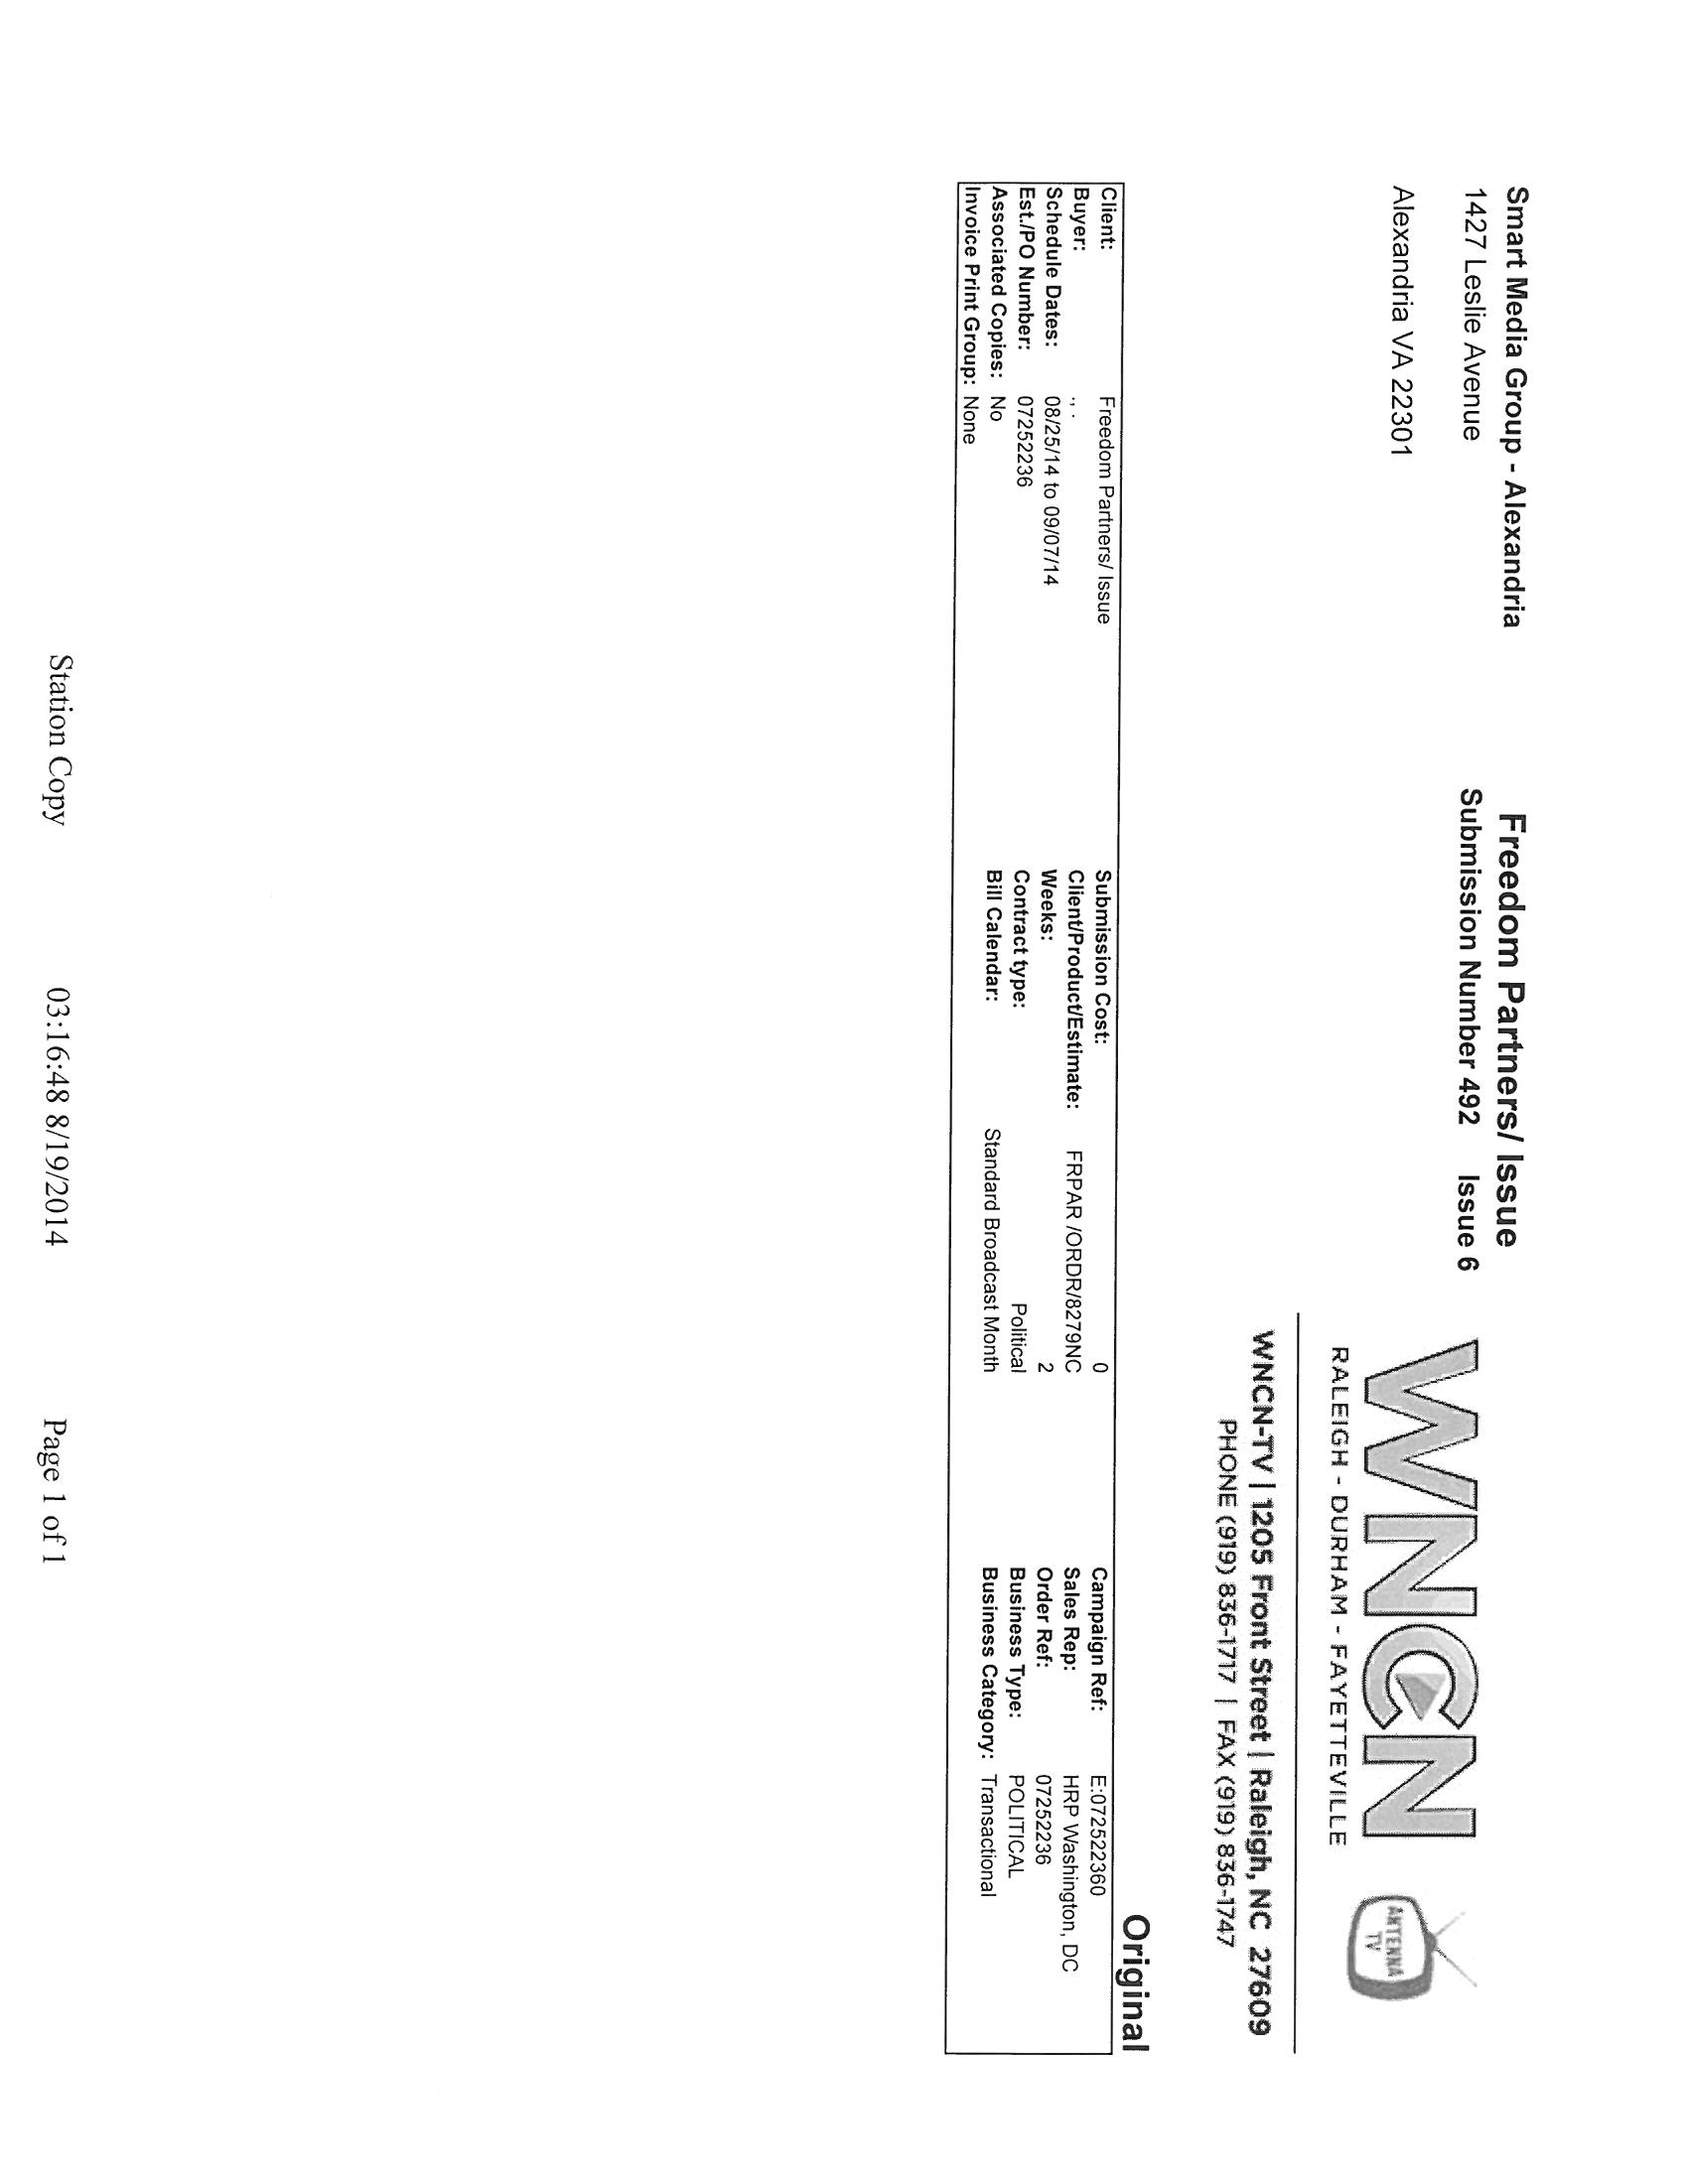 Smart Media Group - Alexandria
1427 Leslie Avenue
Alexandria VA 22301
Freedom Partners/ Issue
Submission Number 492 Issue 6
WNCN
RALEIGH - DURHAM - FAYETTEVILLE
ANTENNA
TV
WNCN-TV | 1205 Front Street | Raleigh, NC 27609
PHONE (919) 836-1717 | FAX (919) 836-1747
Original
Client: Freedom Partners/ Issue Submission Cost: 0 Campaign Ref: E:072522360
Buyer: ., . Client/Product/Estimate: FRPAR /ORDR/8279NC Sales Rep: HRP Washington, DC
Schedule Dates: 08/25/14 to 09/07/14 Weeks: 2 Order Ref: 07252236
Est./PO Number: 07252236 Contract type: Political Business Type: POLITICAL
Associated Copies: No Bill Calendar: Standard Broadcast Month Business Category: Transactional
Invoice Print Group: None
Station Copy 03:16:48 8/19/2014 Page 1 of 1